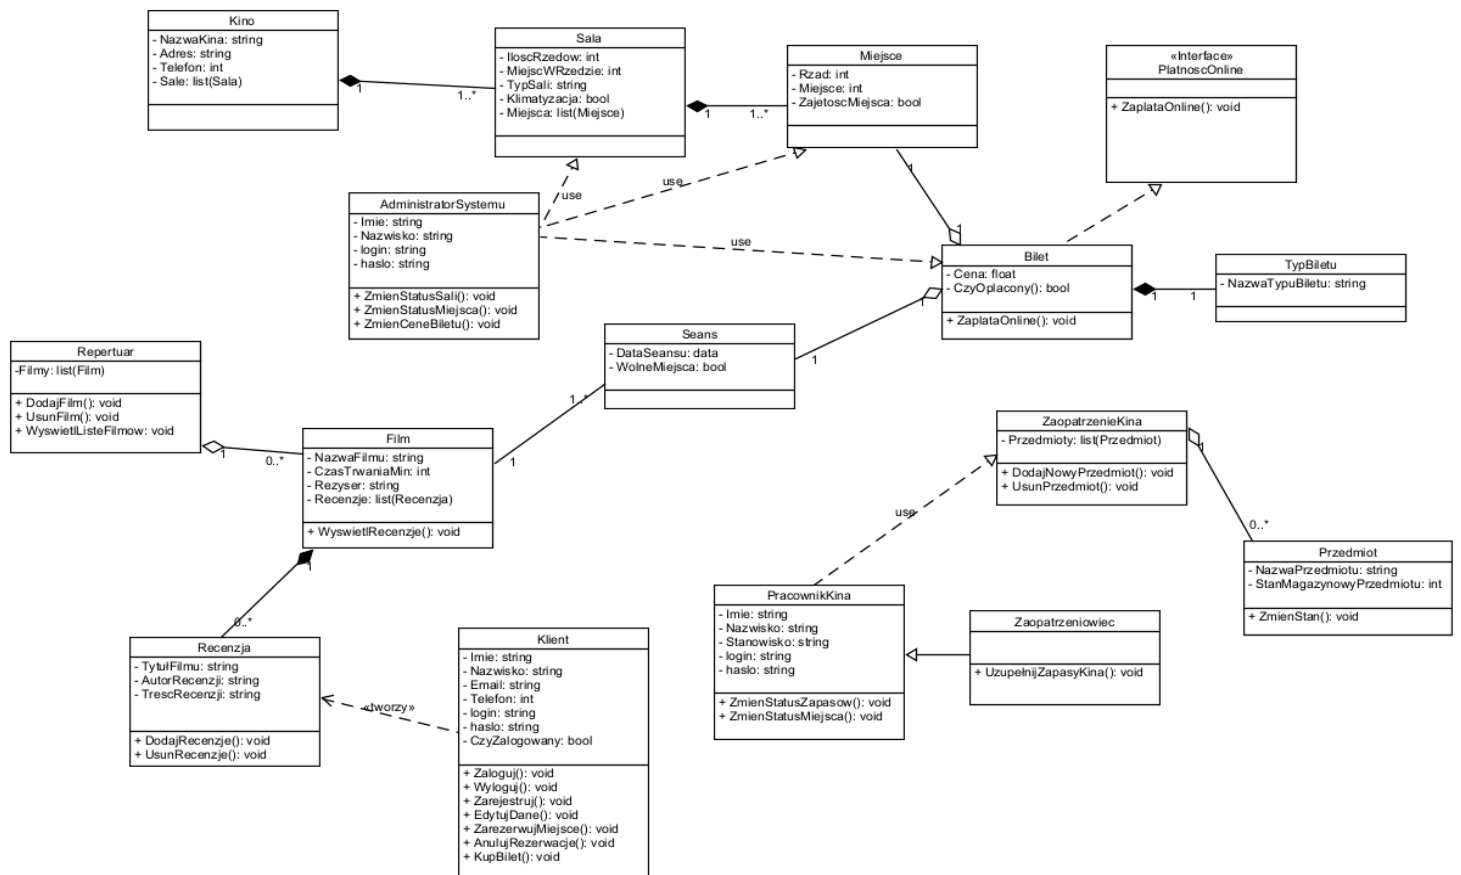 Kino
- NazwaKina: string
- Adres: string
- Telefon: int
- Sale: list(Sala)
1
1..*
Sala
- IloscRzedow: int
- MiejscWRzedzie: int
- TypSali: string
- Klimatyzacja: bool
- Miejsca: list(Miejsce)
1
1..*
Miejsce
- Rzad: int
- Miejsce: int
- ZajetoscMiejsca: bool
«Interface»
PlatnoscOnline
+ ZaplataOnline(): void
use
use
use
1
1
AdministratorSystemu
- Imie: string
- Nazwisko: string
- login: string
- haslo: string
+ ZmienStatusSali(): void
+ ZmienStatusMiejsca(): void
+ ZmienCeneBiletu(): void
Bilet
- Cena: float
- CzyOplacony(): bool
+ ZaplataOnline(): void
1
1
TypBiletu
- NazwaTypuBiletu: string
1
1
Seans
- DataSeansu: data
- WolneMiejsca: bool
1..*
1
Repertuar
-Filmy: list(Film)
+ DodajFilm(): void
+ UsunFilm(): void
+ WyswietlListeFilmow: void
1
0..*
Film
- NazwaFilmu: string
- CzasTrwaniaMin: int
- Rezyser: string
- Recenzje: list(Recenzja)
+ WyswietlRecenzje(): void
1
0..*
ZaopatrzenieKina
- Przedmioty: list(Przedmiot)
+ DodajNowyPrzedmiot(): void
+ UsunPrzedmiot(): void
1
0..*
use
Przedmiot
- NazwaPrzedmiotu: string
- StanMagazynowyPrzedmiotu: int
+ ZmienStan(): void
PracownikKina
- Imie: string
- Nazwisko: string
- Stanowisko: string
- login: string
- haslo: string
+ ZmienStatusZapasow(): void
+ ZmienStatusMiejsca(): void
Zaopatrzeniowiec
+ UzupełnijZapasyKina(): void
Recenzja
- TytułFilmu: string
- AutorRecenzji: string
- TrescRecenzji: string
+ DodajRecenzje(): void
+ UsunRecenzje(): void
«tworzy»
Klient
- Imie: string
- Nazwisko: string
- Email: string
- Telefon: int
- login: string
- haslo: string
- CzyZalogowany: bool
+ Zaloguj(): void
+ Wyloguj(): void
+ Zarejestruj(): void
+ EdytujDane(): void
+ ZarezerwujMiejsce(): void
+ AnulujRezerwacje(): void
+ KupBilet(): void